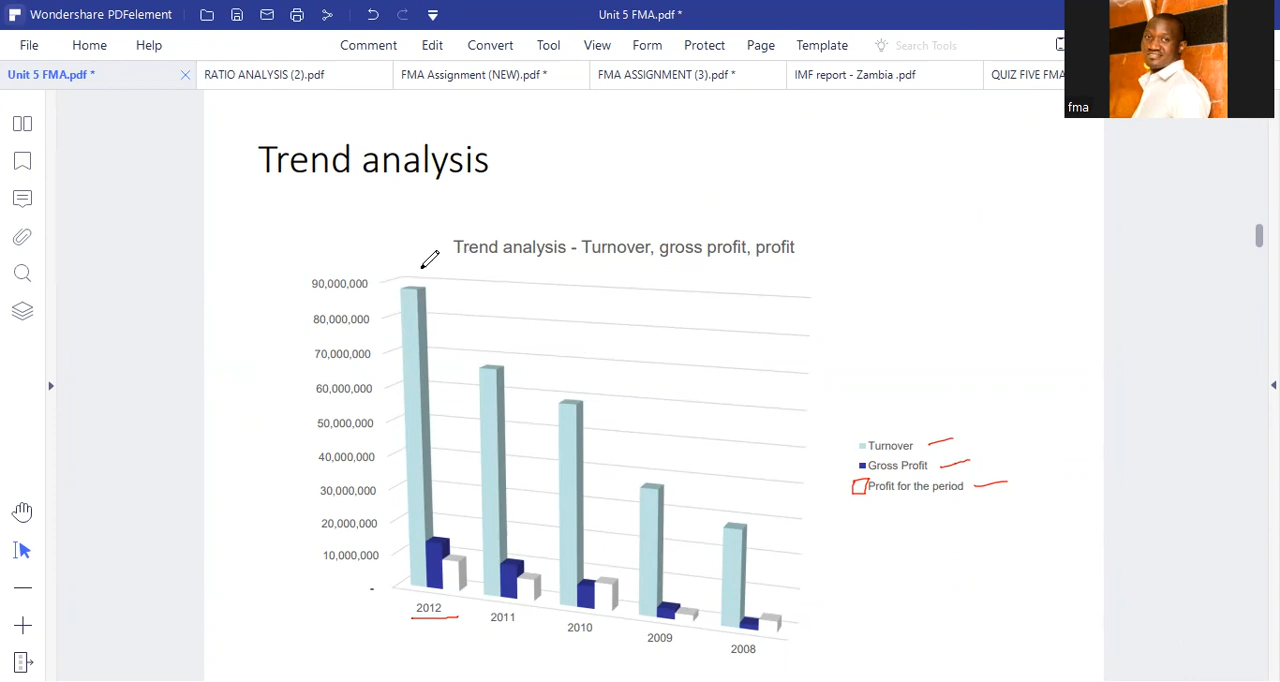 Wondershare PDFelement
Unit 5 FMA.pdf *
File Home Help Comment Edit Convert Tool View Form Protect Page Template Search Tools
fma
Unit 5 FMA.pdf * RATIO ANALYSIS (2).pdf FMA Assignment (NEW).pdf * FMA ASSIGNMENT (3).pdf * IMF report - Zambia .pdf QUIZ FIVE FMA
Trend analysis
Trend analysis - Turnover, gross profit, profit
90,000,000
80,000,000
70,000,000
60,000,000
50,000,000
40,000,000
30,000,000
20,000,000
10,000,000
-
2012
2011
2010
2009
2008
Turnover
Gross Profit
Profit for the period